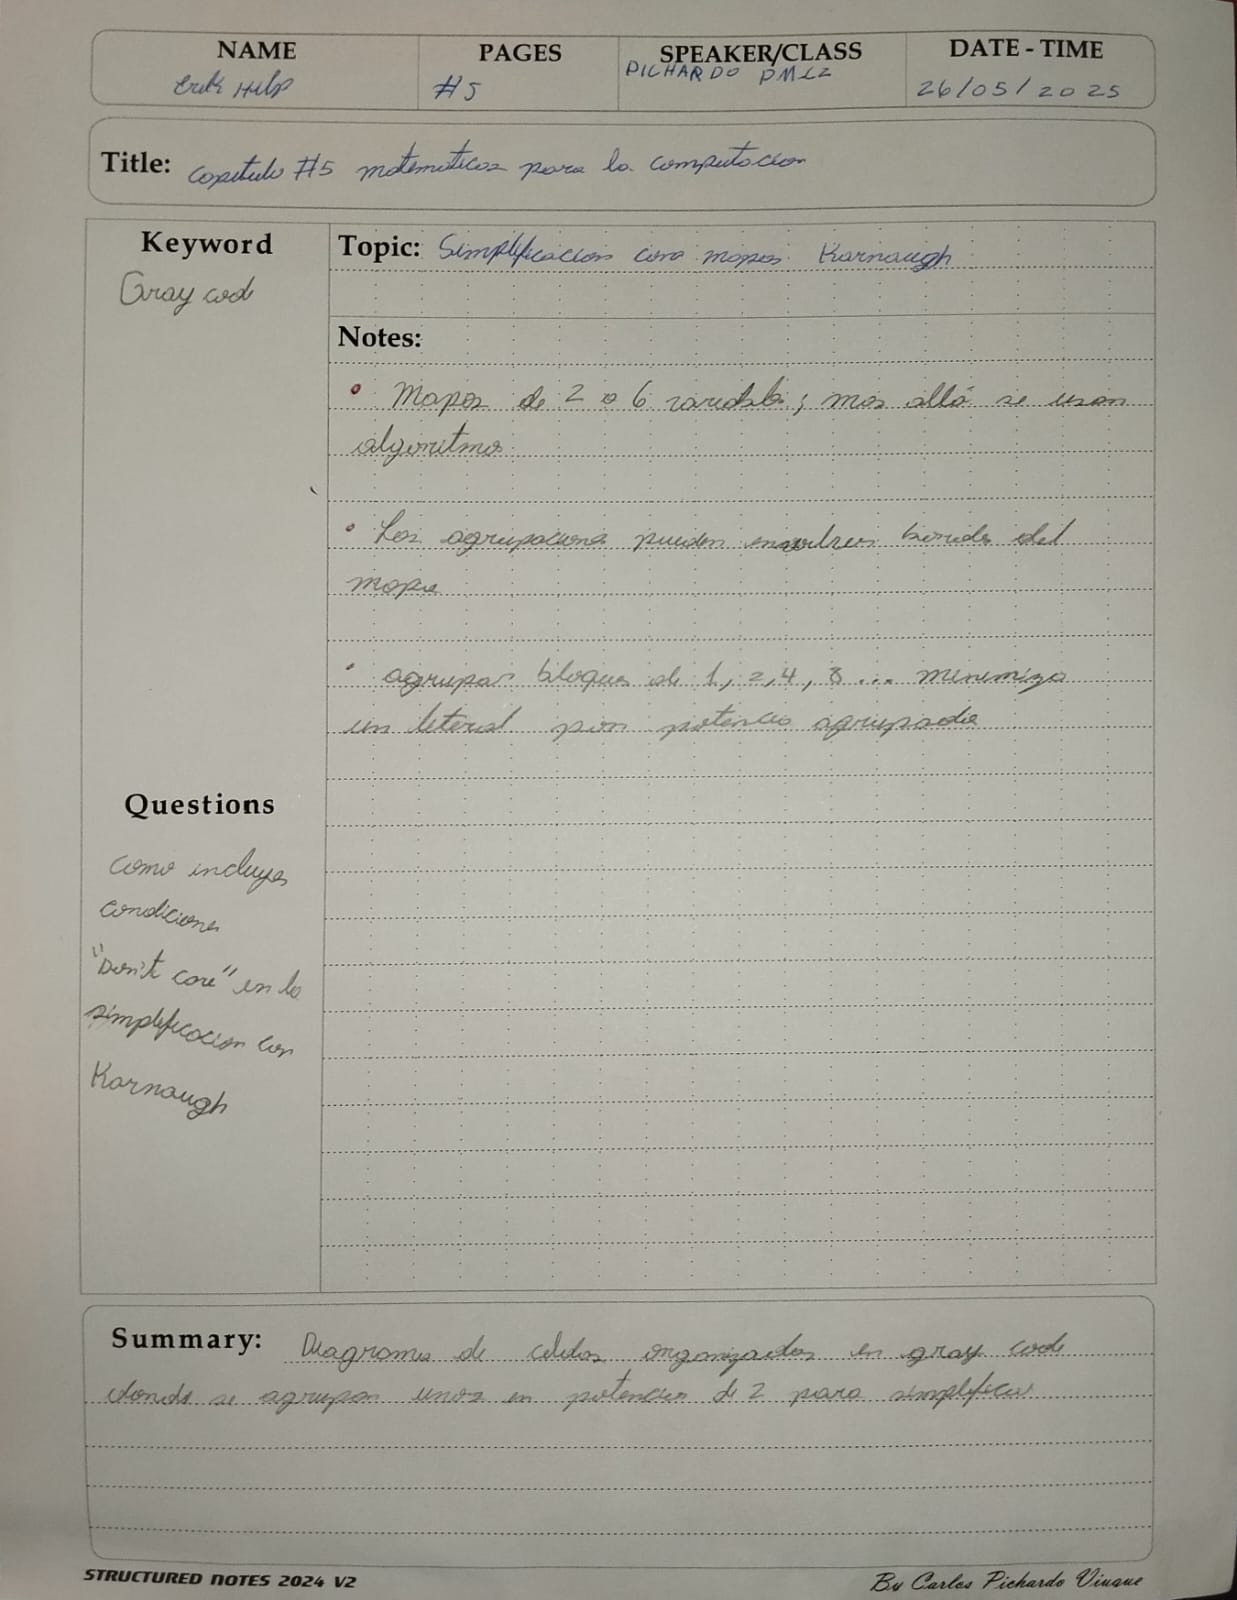 NAME
PAGES
SPEAKER/CLASS
DATE - TIME
Erik Help
#5
PICHARDO PMLZ
26/05/2025
Title: Capitulo #5 matematicas para la computacion
Keyword
Gray cod
Topic: Simplificacion con mapas Karnaugh
Notes:
• Mapas de 2 a 6 variabls; mas allá se usan
algoritmos
• Los agrupaciones pueden envolver bordes del
mapa
• agrupar bloques de 1, 2, 4, 8 ... minimiza
un literal por potencia agrupada
Questions
Como incluyes
condiciones
"Don't care" en la
simplificacion con
Karnaugh
Summary: Diagrama de celdas organizadas en gray code
donde se agrupan unos en potencias de 2 para simplificar
STRUCTURED NOTES 2024 V2
By Carlos Pichardo Viuque